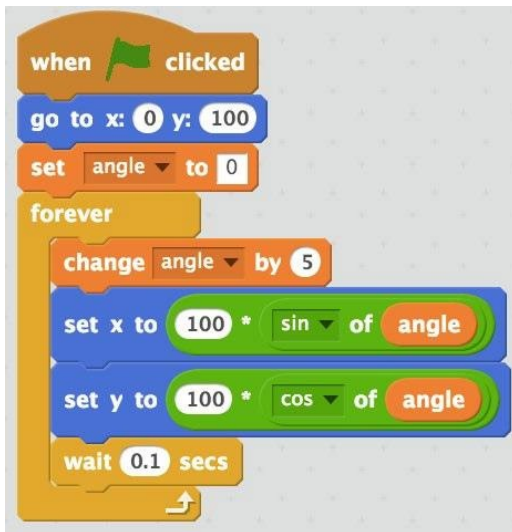 when clicked
go to x: 0 y: 100
set angle to 0
forever
change angle by 5
set x to 100 * sin of angle
set y to 100 * cos of angle
wait 0.1 secs